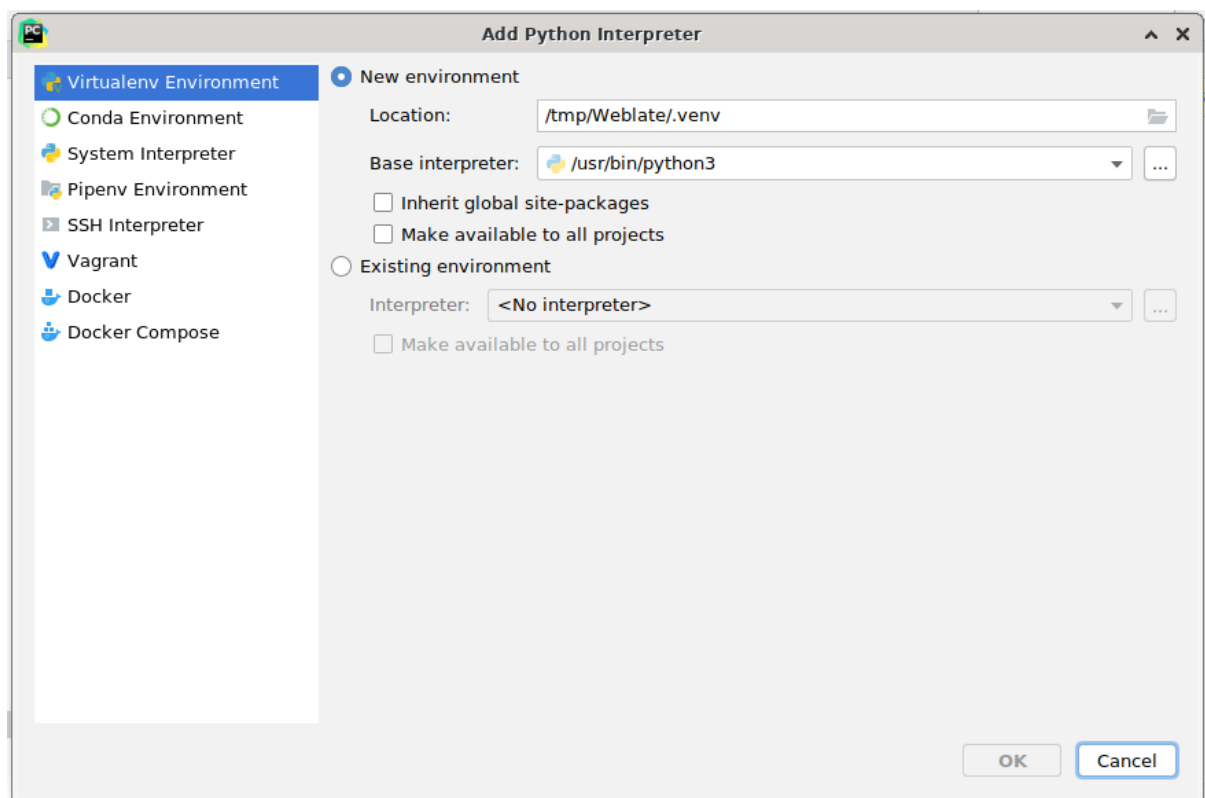 PC
Add Python Interpreter
Virtualenv Environment
Conda Environment
System Interpreter
Pipenv Environment
SSH Interpreter
Vagrant
Docker
Docker Compose
New environment
Location: /tmp/Weblate/.venv
Base interpreter: /usr/bin/python3 ...
Inherit global site-packages
Make available to all projects
Existing environment
Interpreter: <No interpreter> ...
Make available to all projects
OK Cancel